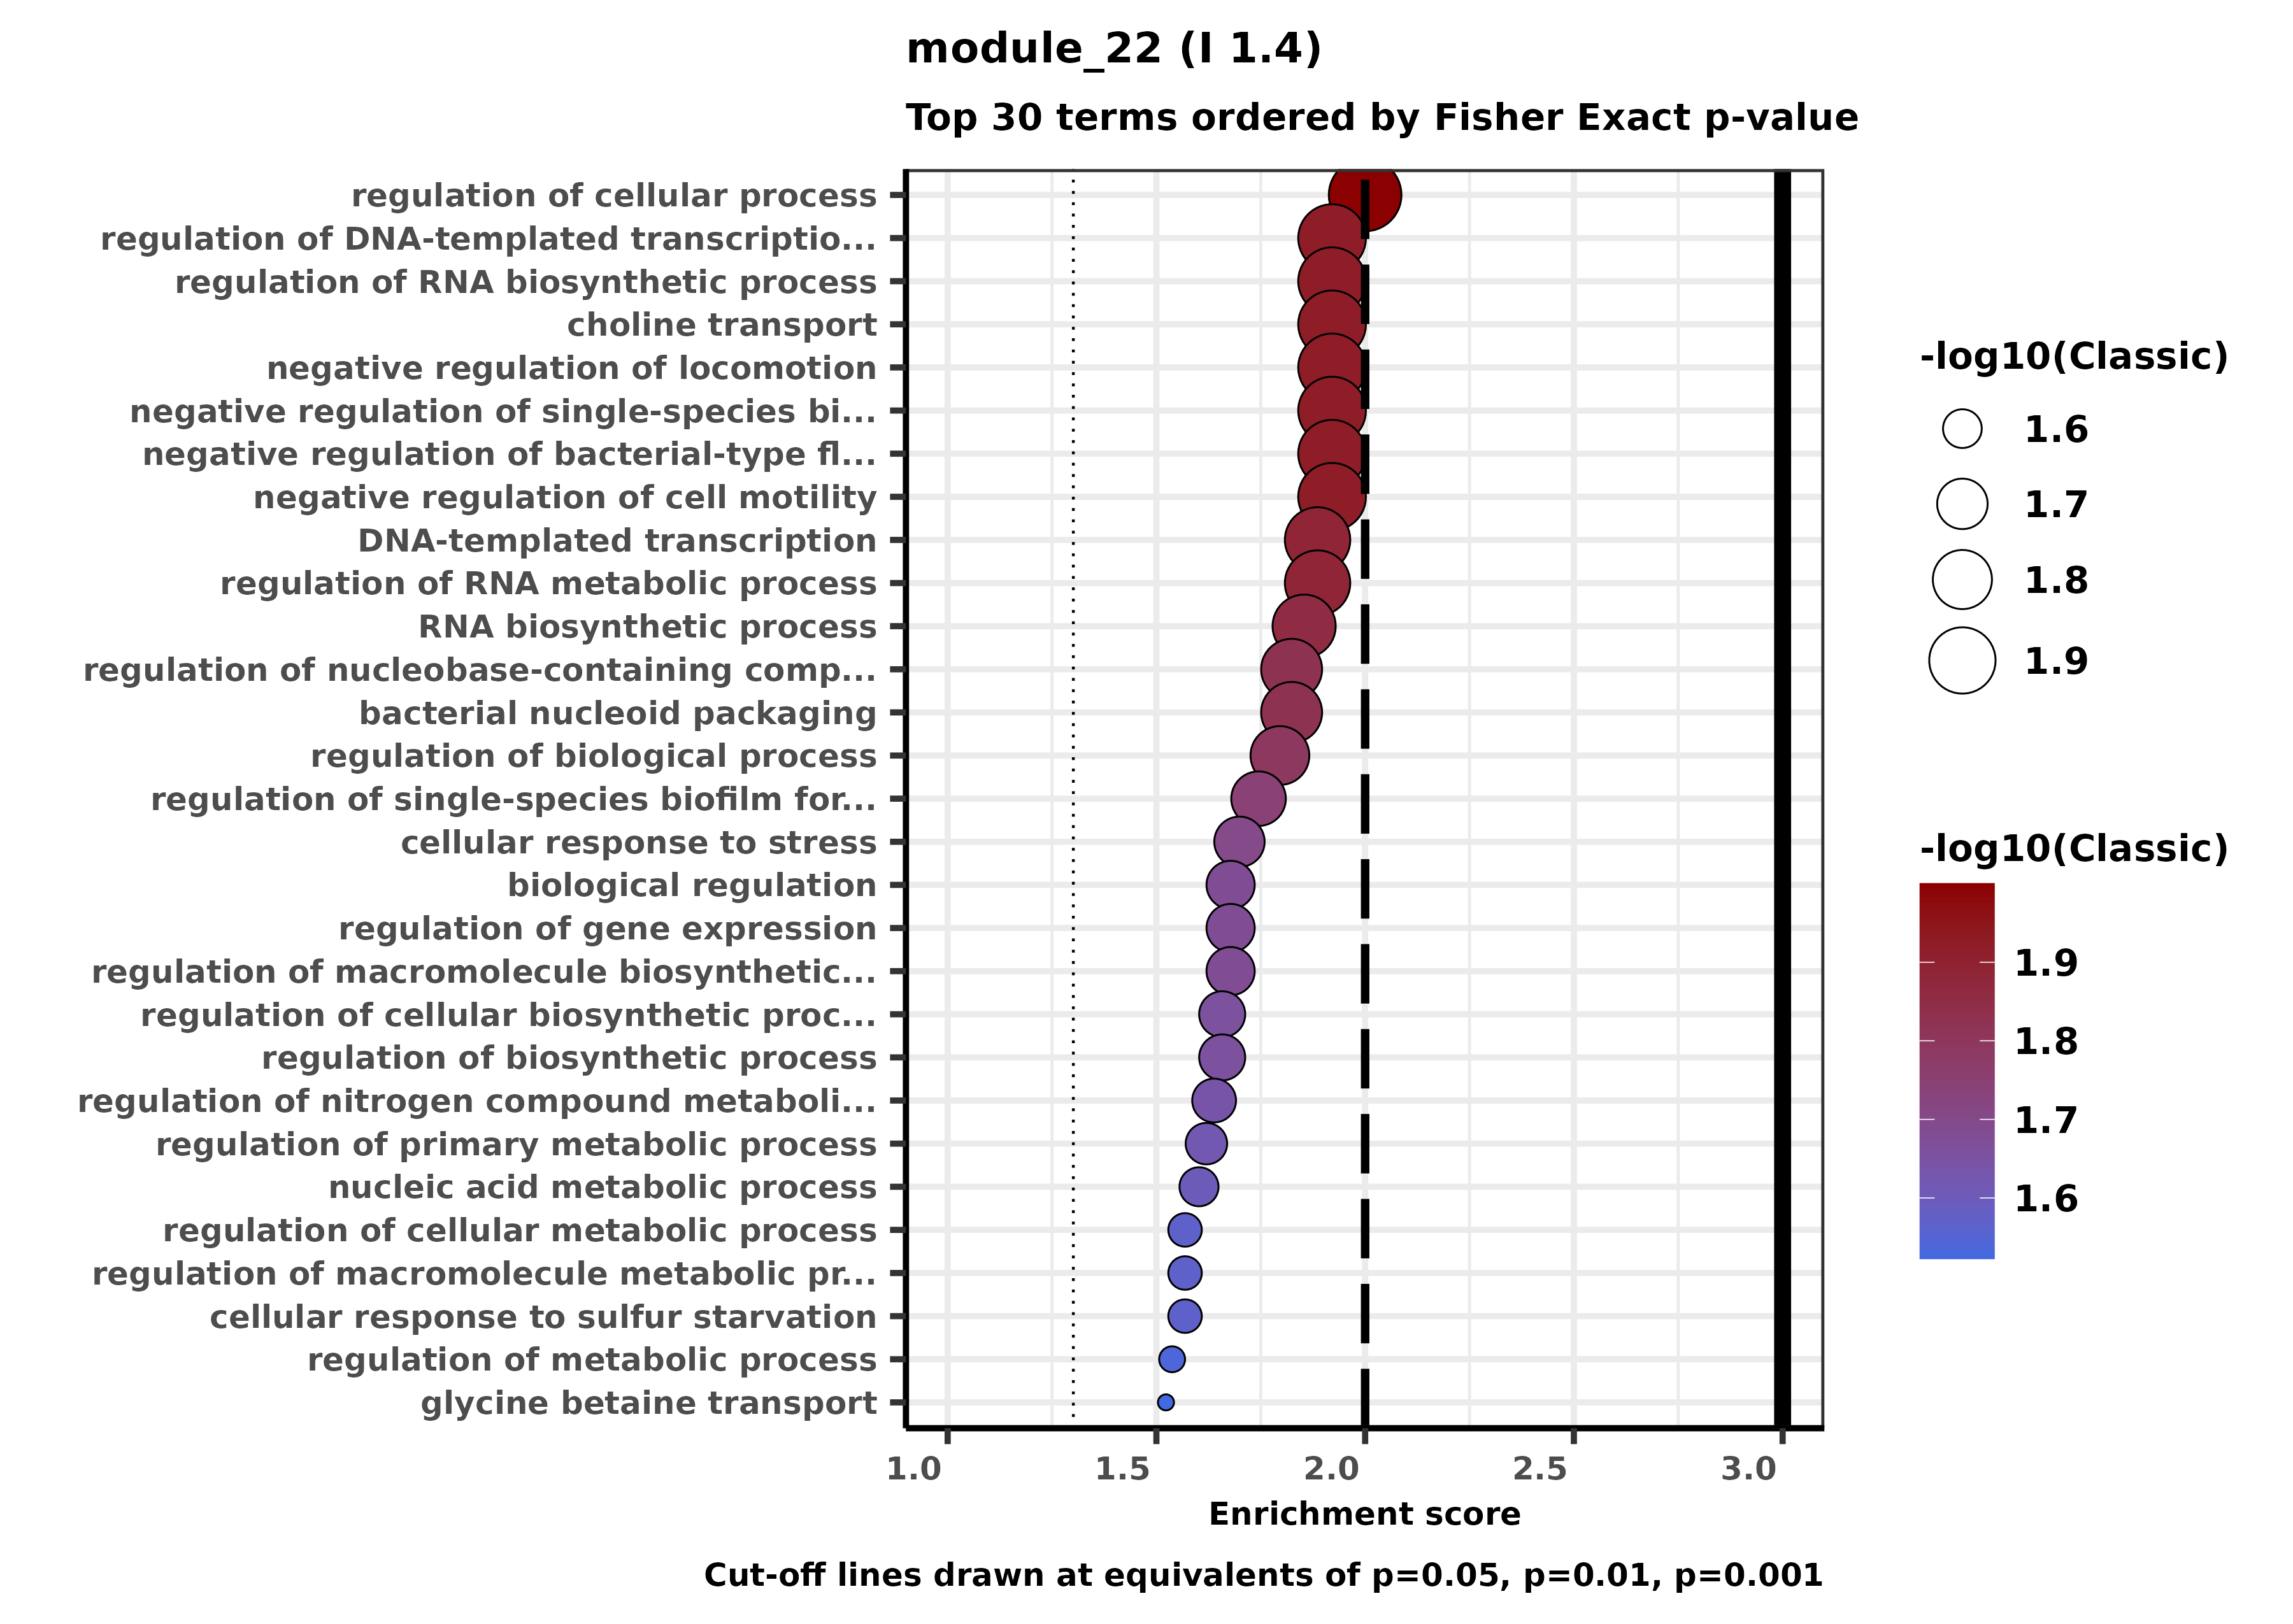 module_22 (I 1.4)
Top 30 terms ordered by Fisher Exact p-value
regulation of cellular process
regulation of DNA-templated transcriptio...
regulation of RNA biosynthetic process
choline transport
negative regulation of locomotion
negative regulation of single-species bi...
negative regulation of bacterial-type fl...
negative regulation of cell motility
DNA-templated transcription
regulation of RNA metabolic process
RNA biosynthetic process
regulation of nucleobase-containing comp...
bacterial nucleoid packaging
regulation of biological process
regulation of single-species biofilm for...
cellular response to stress
biological regulation
regulation of gene expression
regulation of macromolecule biosynthetic...
regulation of cellular biosynthetic proc...
regulation of biosynthetic process
regulation of nitrogen compound metaboli...
regulation of primary metabolic process
nucleic acid metabolic process
regulation of cellular metabolic process
regulation of macromolecule metabolic pr...
cellular response to sulfur starvation
regulation of metabolic process
glycine betaine transport
1.0 1.5 2.0 2.5 3.0
Enrichment score
Cut-off lines drawn at equivalents of p=0.05, p=0.01, p=0.001
-log10(Classic)
1.6
1.7
1.8
1.9
-log10(Classic)
1.9
1.8
1.7
1.6